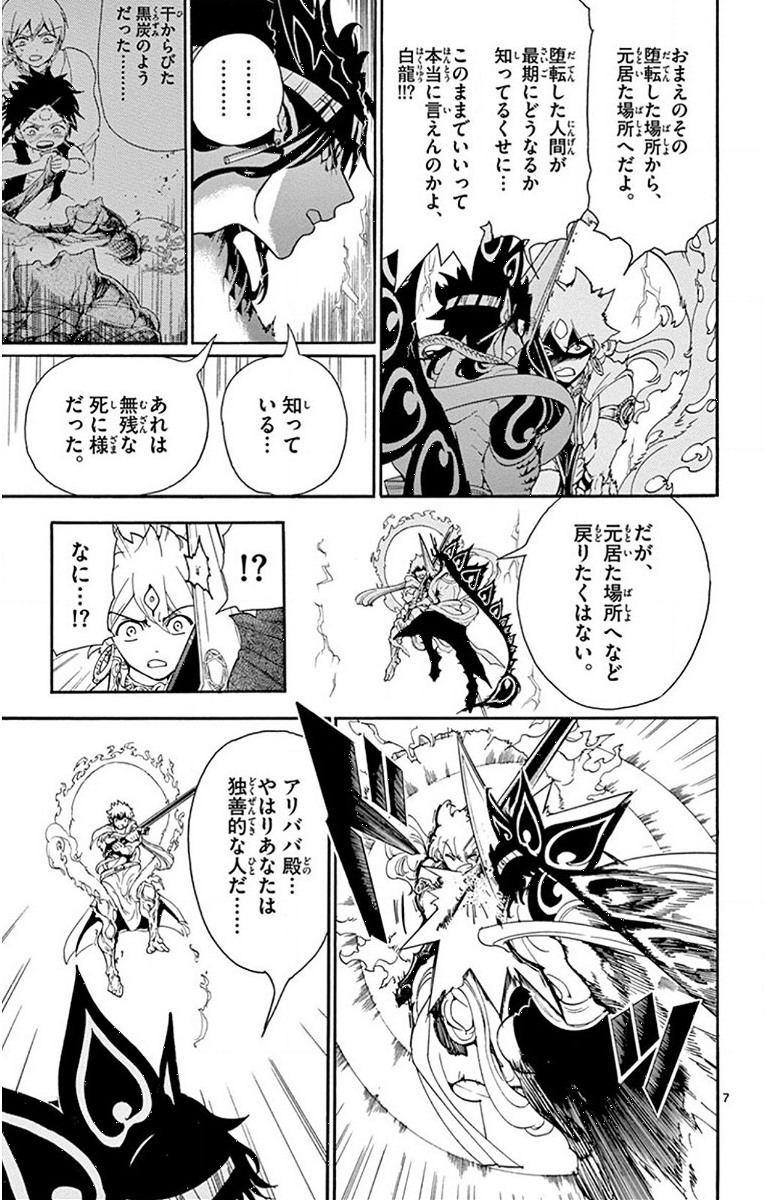 おまえのその
堕転した場所から、
元居た場所へだよ。
堕転した人間が
最期にどうなるか
知ってるくせに…
このままでいいって
本当に言えんのかよ、
白龍!!!?
………
………
干からびた
黒炭のよう
だった……
知って
いる…
あれは
無残な
死に様
だった。
だが、
元居た場所へなど
戻りたくはない。
!?
なに…!?
ガッ
アリババ殿…
やはりあなたは
独善的な人だ……
7